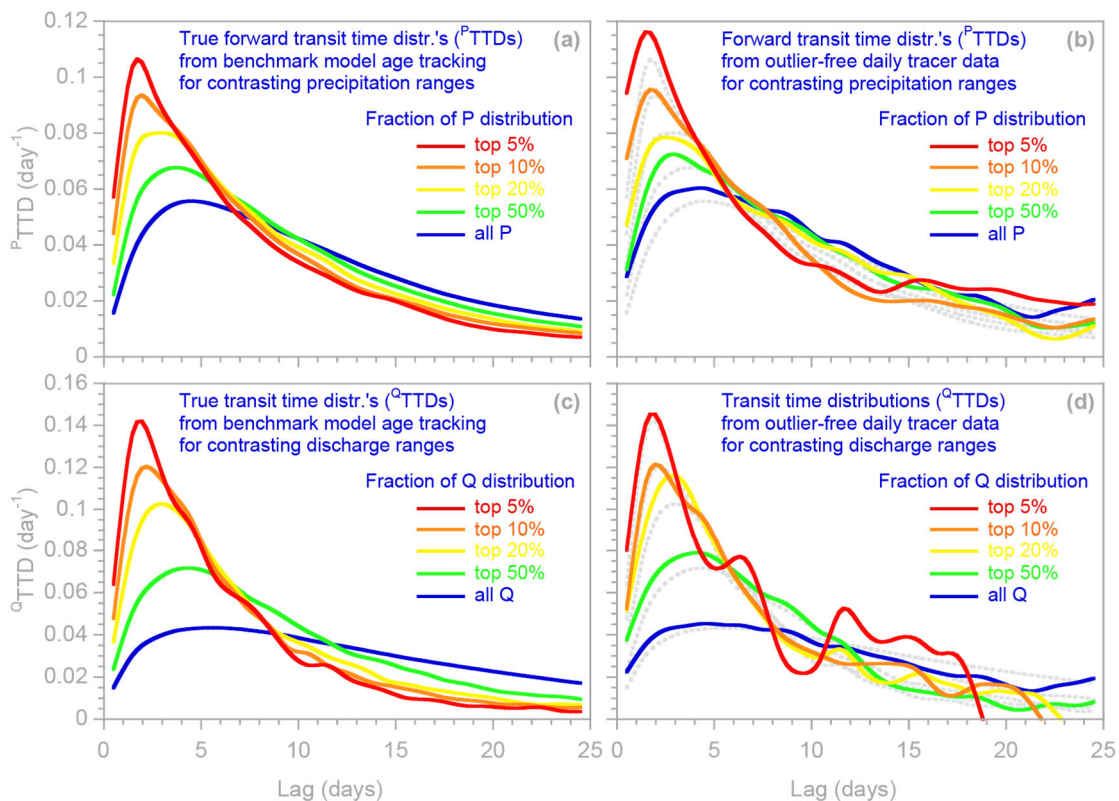 0.12
0.1
0.08
0.06
0.04
0.02
0
PTTD (day-1)
True forward transit time distr.'s (PTTDs)
from benchmark model age tracking
for contrasting precipitation ranges
(a)
Fraction of P distribution
top 5%
top 10%
top 20%
top 50%
all P
Forward transit time distr.'s (PTTDs)
from outlier-free daily tracer data
for contrasting precipitation ranges
(b)
Fraction of P distribution
top 5%
top 10%
top 20%
top 50%
all P
0.16
0.14
0.12
0.1
0.08
0.06
0.04
0.02
0
QTTD (day-1)
True transit time distr.'s (QTTDs)
from benchmark model age tracking
for contrasting discharge ranges
(c)
Fraction of Q distribution
top 5%
top 10%
top 20%
top 50%
all Q
0 5 10 15 20 25
Lag (days)
Transit time distributions (QTTDs)
from outlier-free daily tracer data
for contrasting discharge ranges
(d)
Fraction of Q distribution
top 5%
top 10%
top 20%
top 50%
all Q
0 5 10 15 20 25
Lag (days)